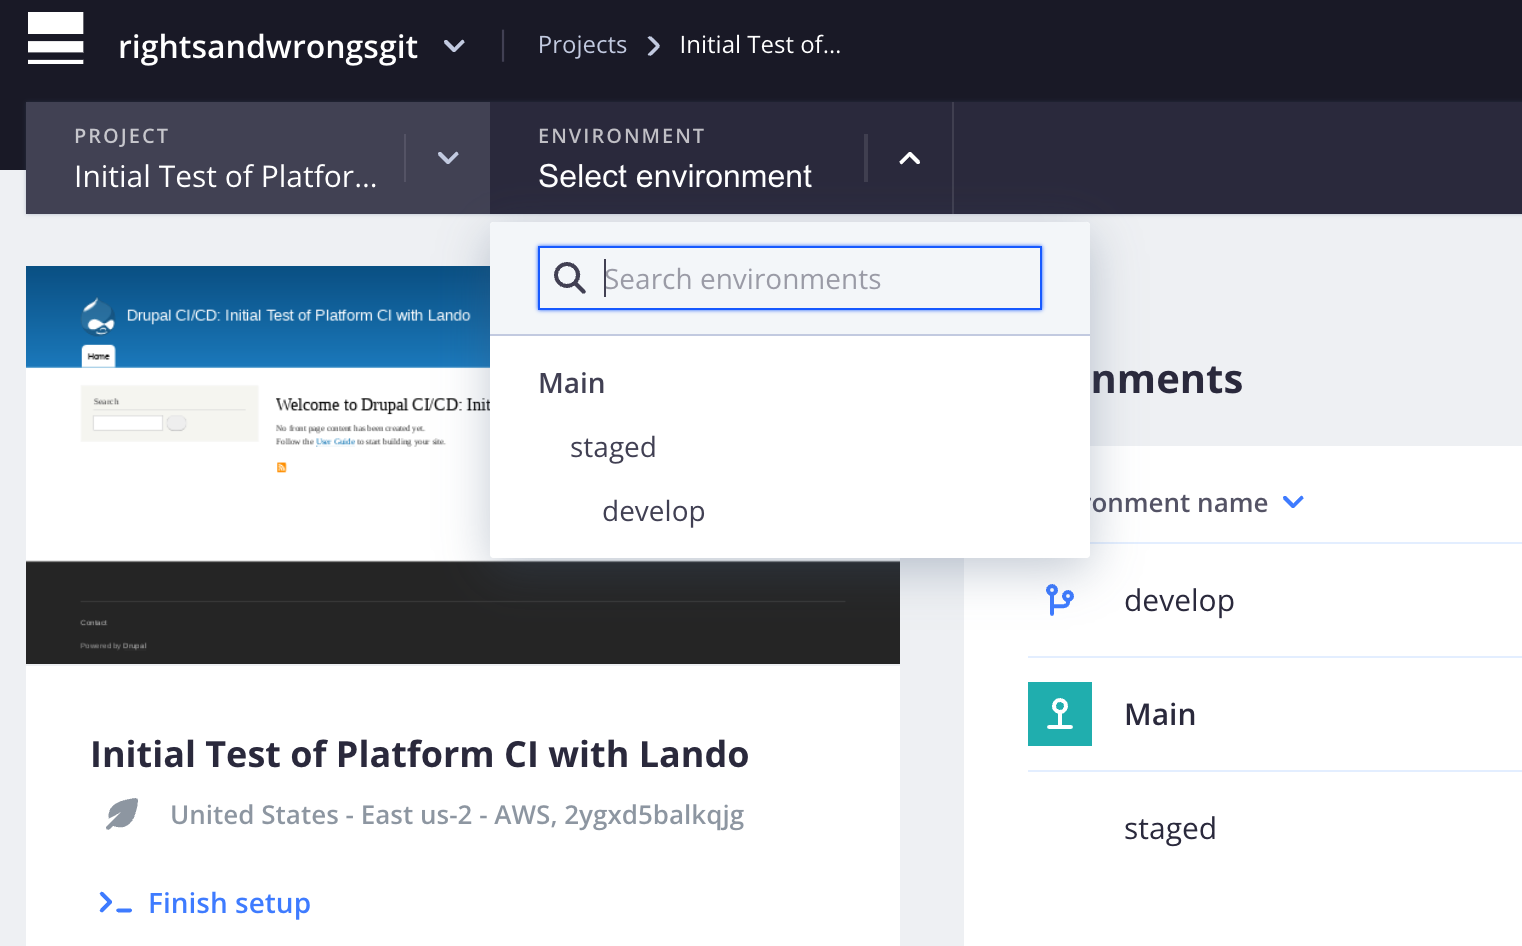 rightsandwrongsgit
Projects
Initial Test of...
PROJECT
Initial Test of Platfor...
ENVIRONMENT
Select environment
Search environments
Main
staged
develop
Drupal CI/CD: Initial Test of Platform CI with Lando
Home
Search
Welcome to Drupal CI/CD: Init
No front page content has been created yet.
Follow the User Guide to start building your site.
Contact
Powered by Drupal
Initial Test of Platform CI with Lando
United States - East us-2 - AWS, 2ygxd5balkqjg
Finish setup
nments
ronment name
develop
Main
staged